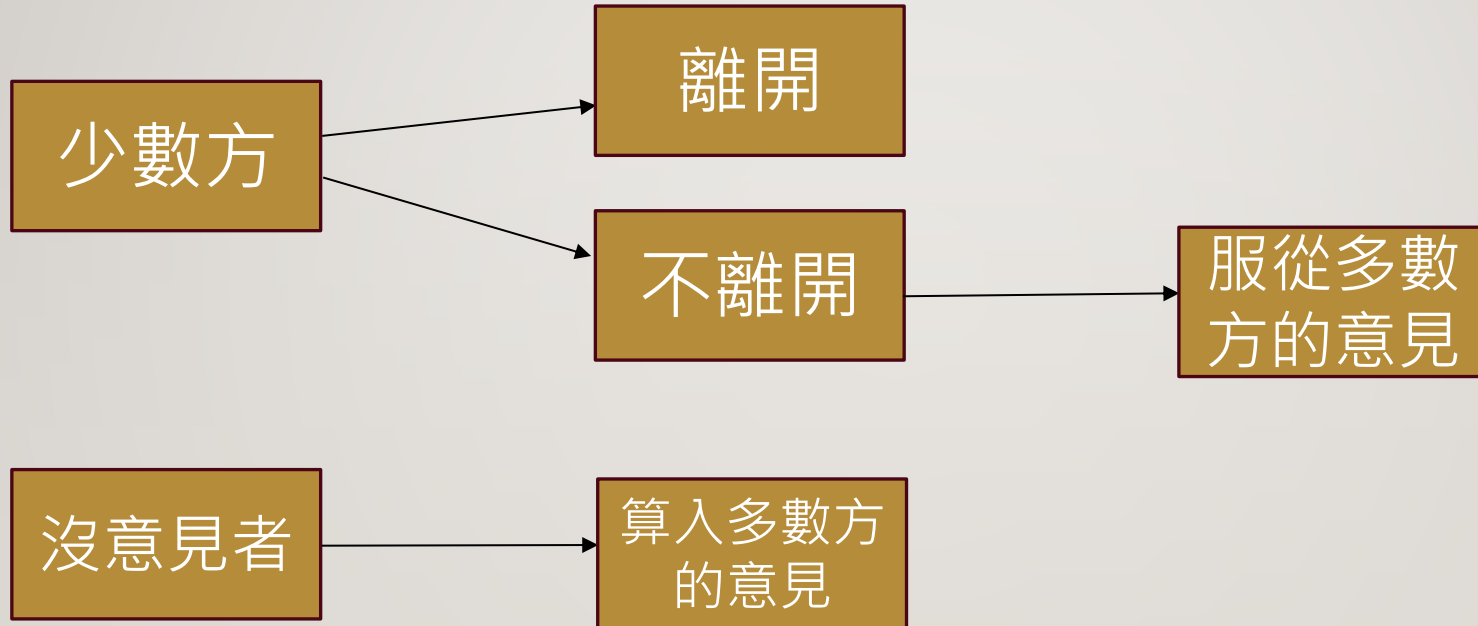 少數方
離開
不離開
服從多數
方的意見
沒意見者
算入多數方
的意見